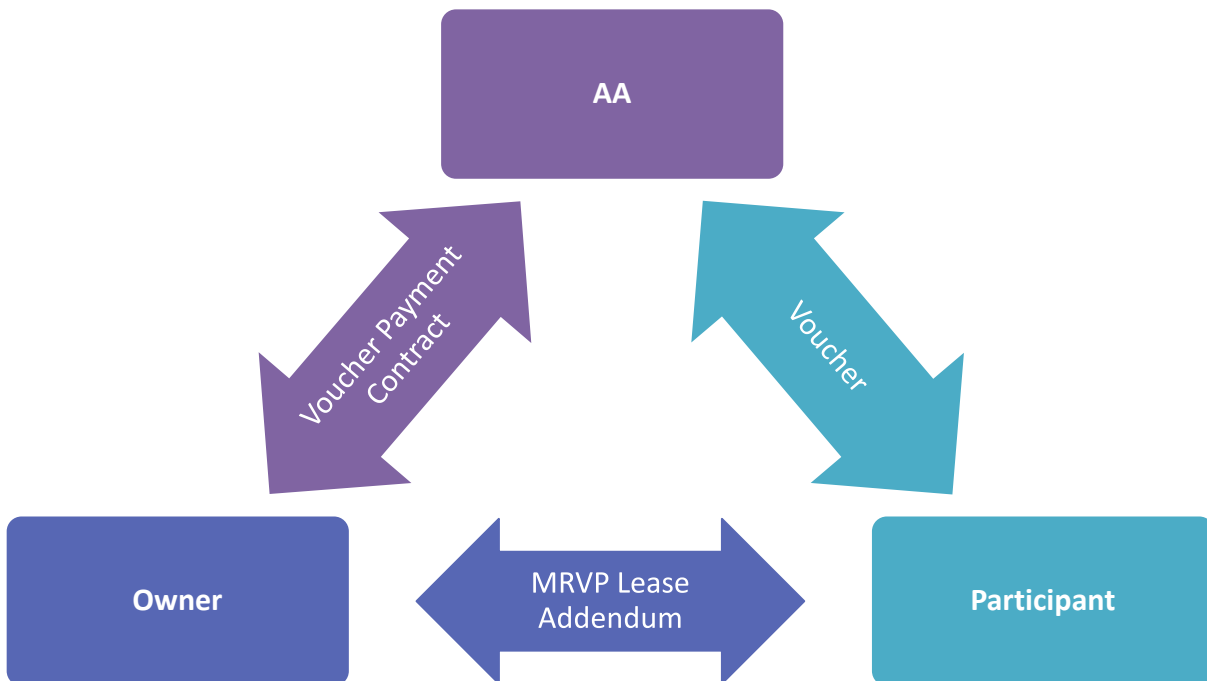 AA
Voucher Payment
Contract
Voucher
Owner
MRVP Lease
Addendum
Participant